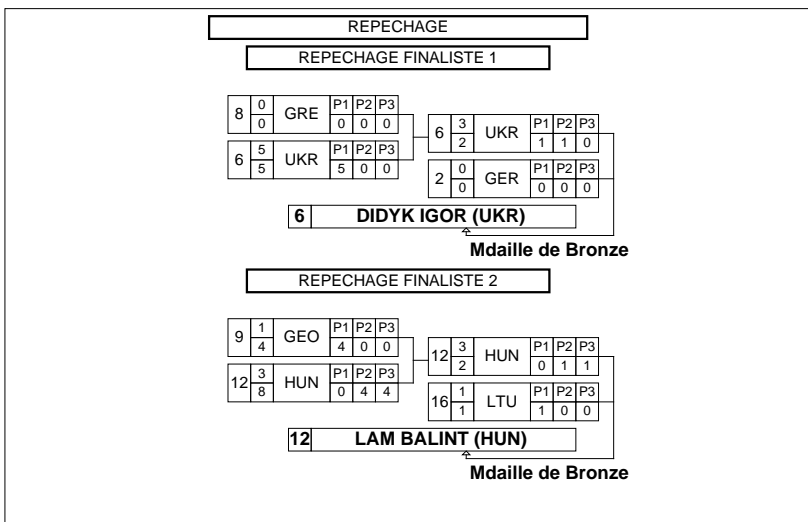 REPECHAGE
REPECHAGE FINALISTE 1
8 0 GRE P1 P2 P3
0 0 0 0
6 5 UKR P1 P2 P3
5 5 0 0
6 3 UKR P1 P2 P3
2 1 1 0
2 0 GER P1 P2 P3
0 0 0 0
6 DIDYK IGOR (UKR)
Mdaille de Bronze
REPECHAGE FINALISTE 2
9 1 GEO P1 P2 P3
4 4 0 0
12 3 HUN P1 P2 P3
8 0 4 4
12 3 HUN P1 P2 P3
2 0 1 1
16 1 LTU P1 P2 P3
1 1 0 0
12 LAM BALINT (HUN)
Mdaille de Bronze